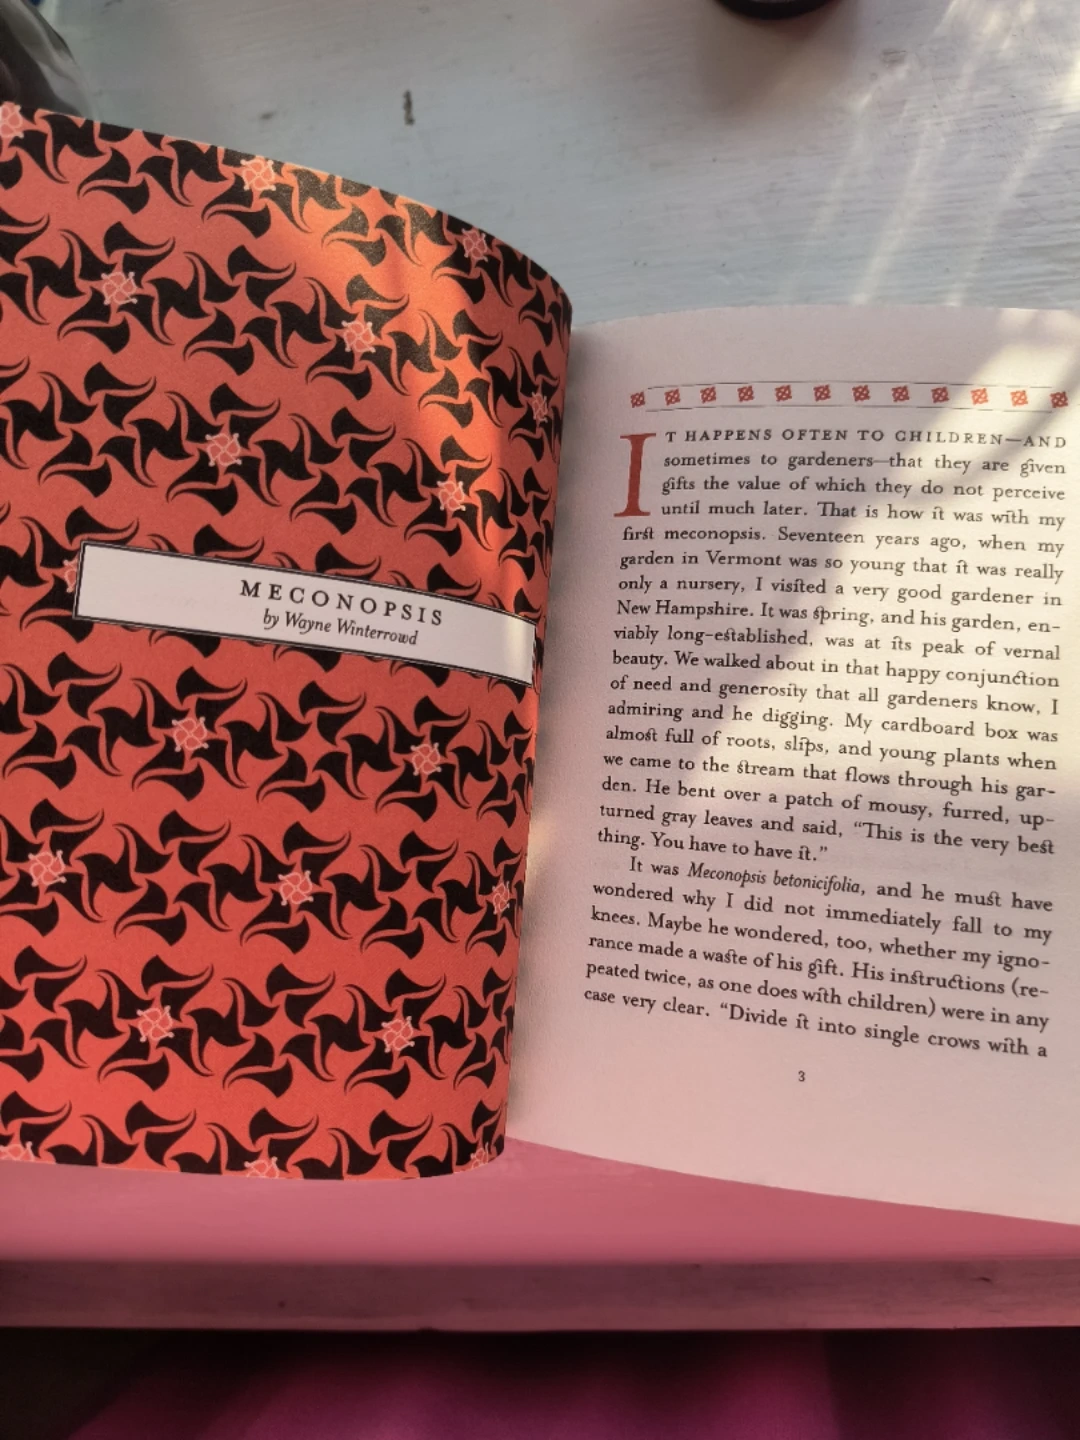 MECONOPSIS
by Wayne Winterrowd
IT HAPPENS OFTEN TO CHILDREN—AND
sometimes to gardeners—that they are given
gifts the value of which they do not perceive
until much later. That is how it was with my
first meconopsis. Seventeen years ago, when my
garden in Vermont was so young that it was really
only a nursery, I visited a very good gardener in
New Hampshire. It was spring, and his garden, en-
viably long-established, was at its peak of vernal
beauty. We walked about in that happy conjunction
of need and generosity that all gardeners know, I
admiring and he digging. My cardboard box was
almost full of roots, slips, and young plants when
we came to the stream that flows through his gar-
den. He bent over a patch of mousy, furred, up-
turned gray leaves and said, “This is the very best
thing. You have to have it.”
It was Meconopsis betonicifolia, and he must have
wondered why I did not immediately fall to my
knees. Maybe he wondered, too, whether my igno-
rance made a waste of his gift. His instructions (re-
peated twice, as one does with children) were in any
case very clear. “Divide it into single crows with a
3